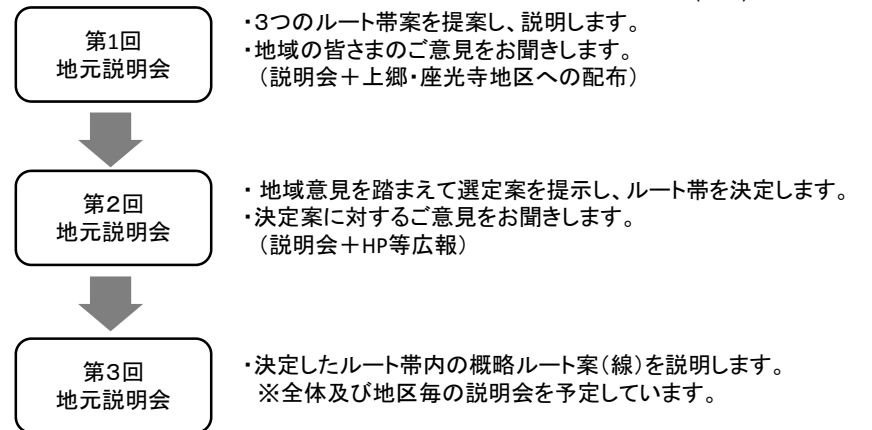 第1回
地元説明会
・3つのルート帯案を提案し、説明します。
・地域の皆さまのご意見をお聞きします。
（説明会＋上郷・座光寺地区への配布）
第２回
地元説明会
・ 地域意見を踏まえて選定案を提示し、ルート帯を決定します。
・決定案に対するご意見をお聞きします。
（説明会＋HP等広報）
第３回
地元説明会
・決定したルート帯内の概略ルート案（線）を説明します。
※全体及び地区毎の説明会を予定しています。